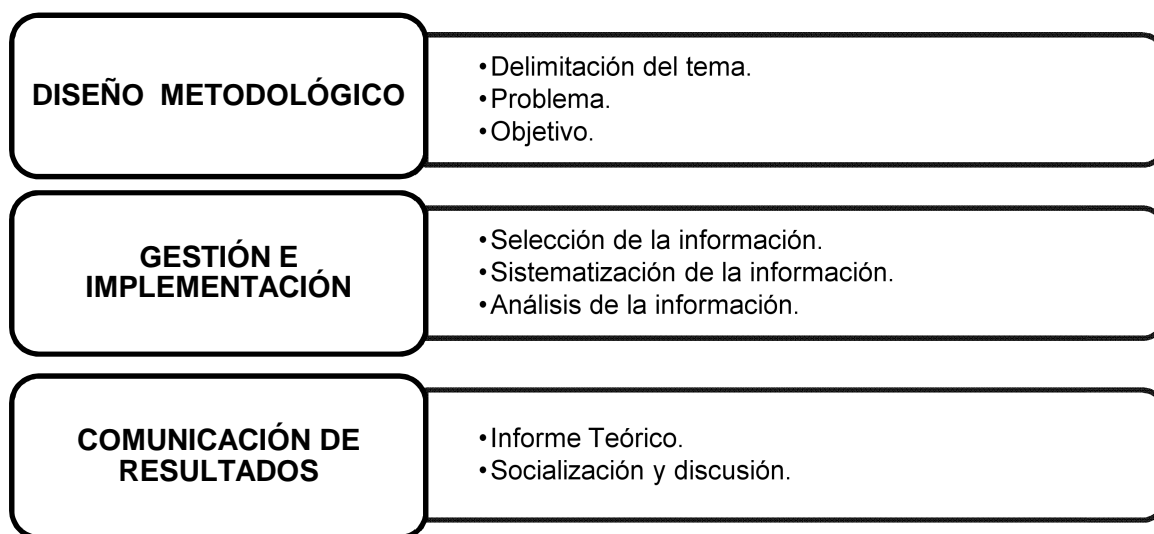 DISEÑO METODOLÓGICO
•Delimitación del tema.
•Problema.
•Objetivo.
GESTIÓN E
IMPLEMENTACIÓN
•Selección de la información.
•Sistematización de la información.
•Análisis de la información.
COMUNICACIÓN DE
RESULTADOS
•Informe Teórico.
•Socialización y discusión.